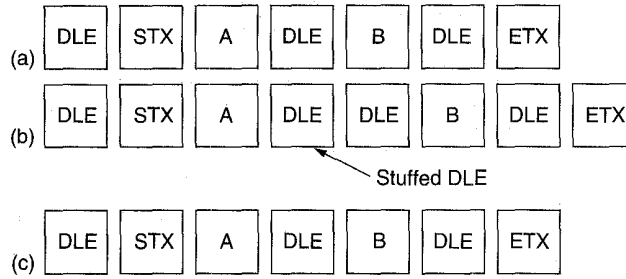 (a) DLE STX A DLE B DLE ETX
(b) DLE STX A DLE DLE B DLE ETX
Stuffed DLE
(c) DLE STX A DLE B DLE ETX